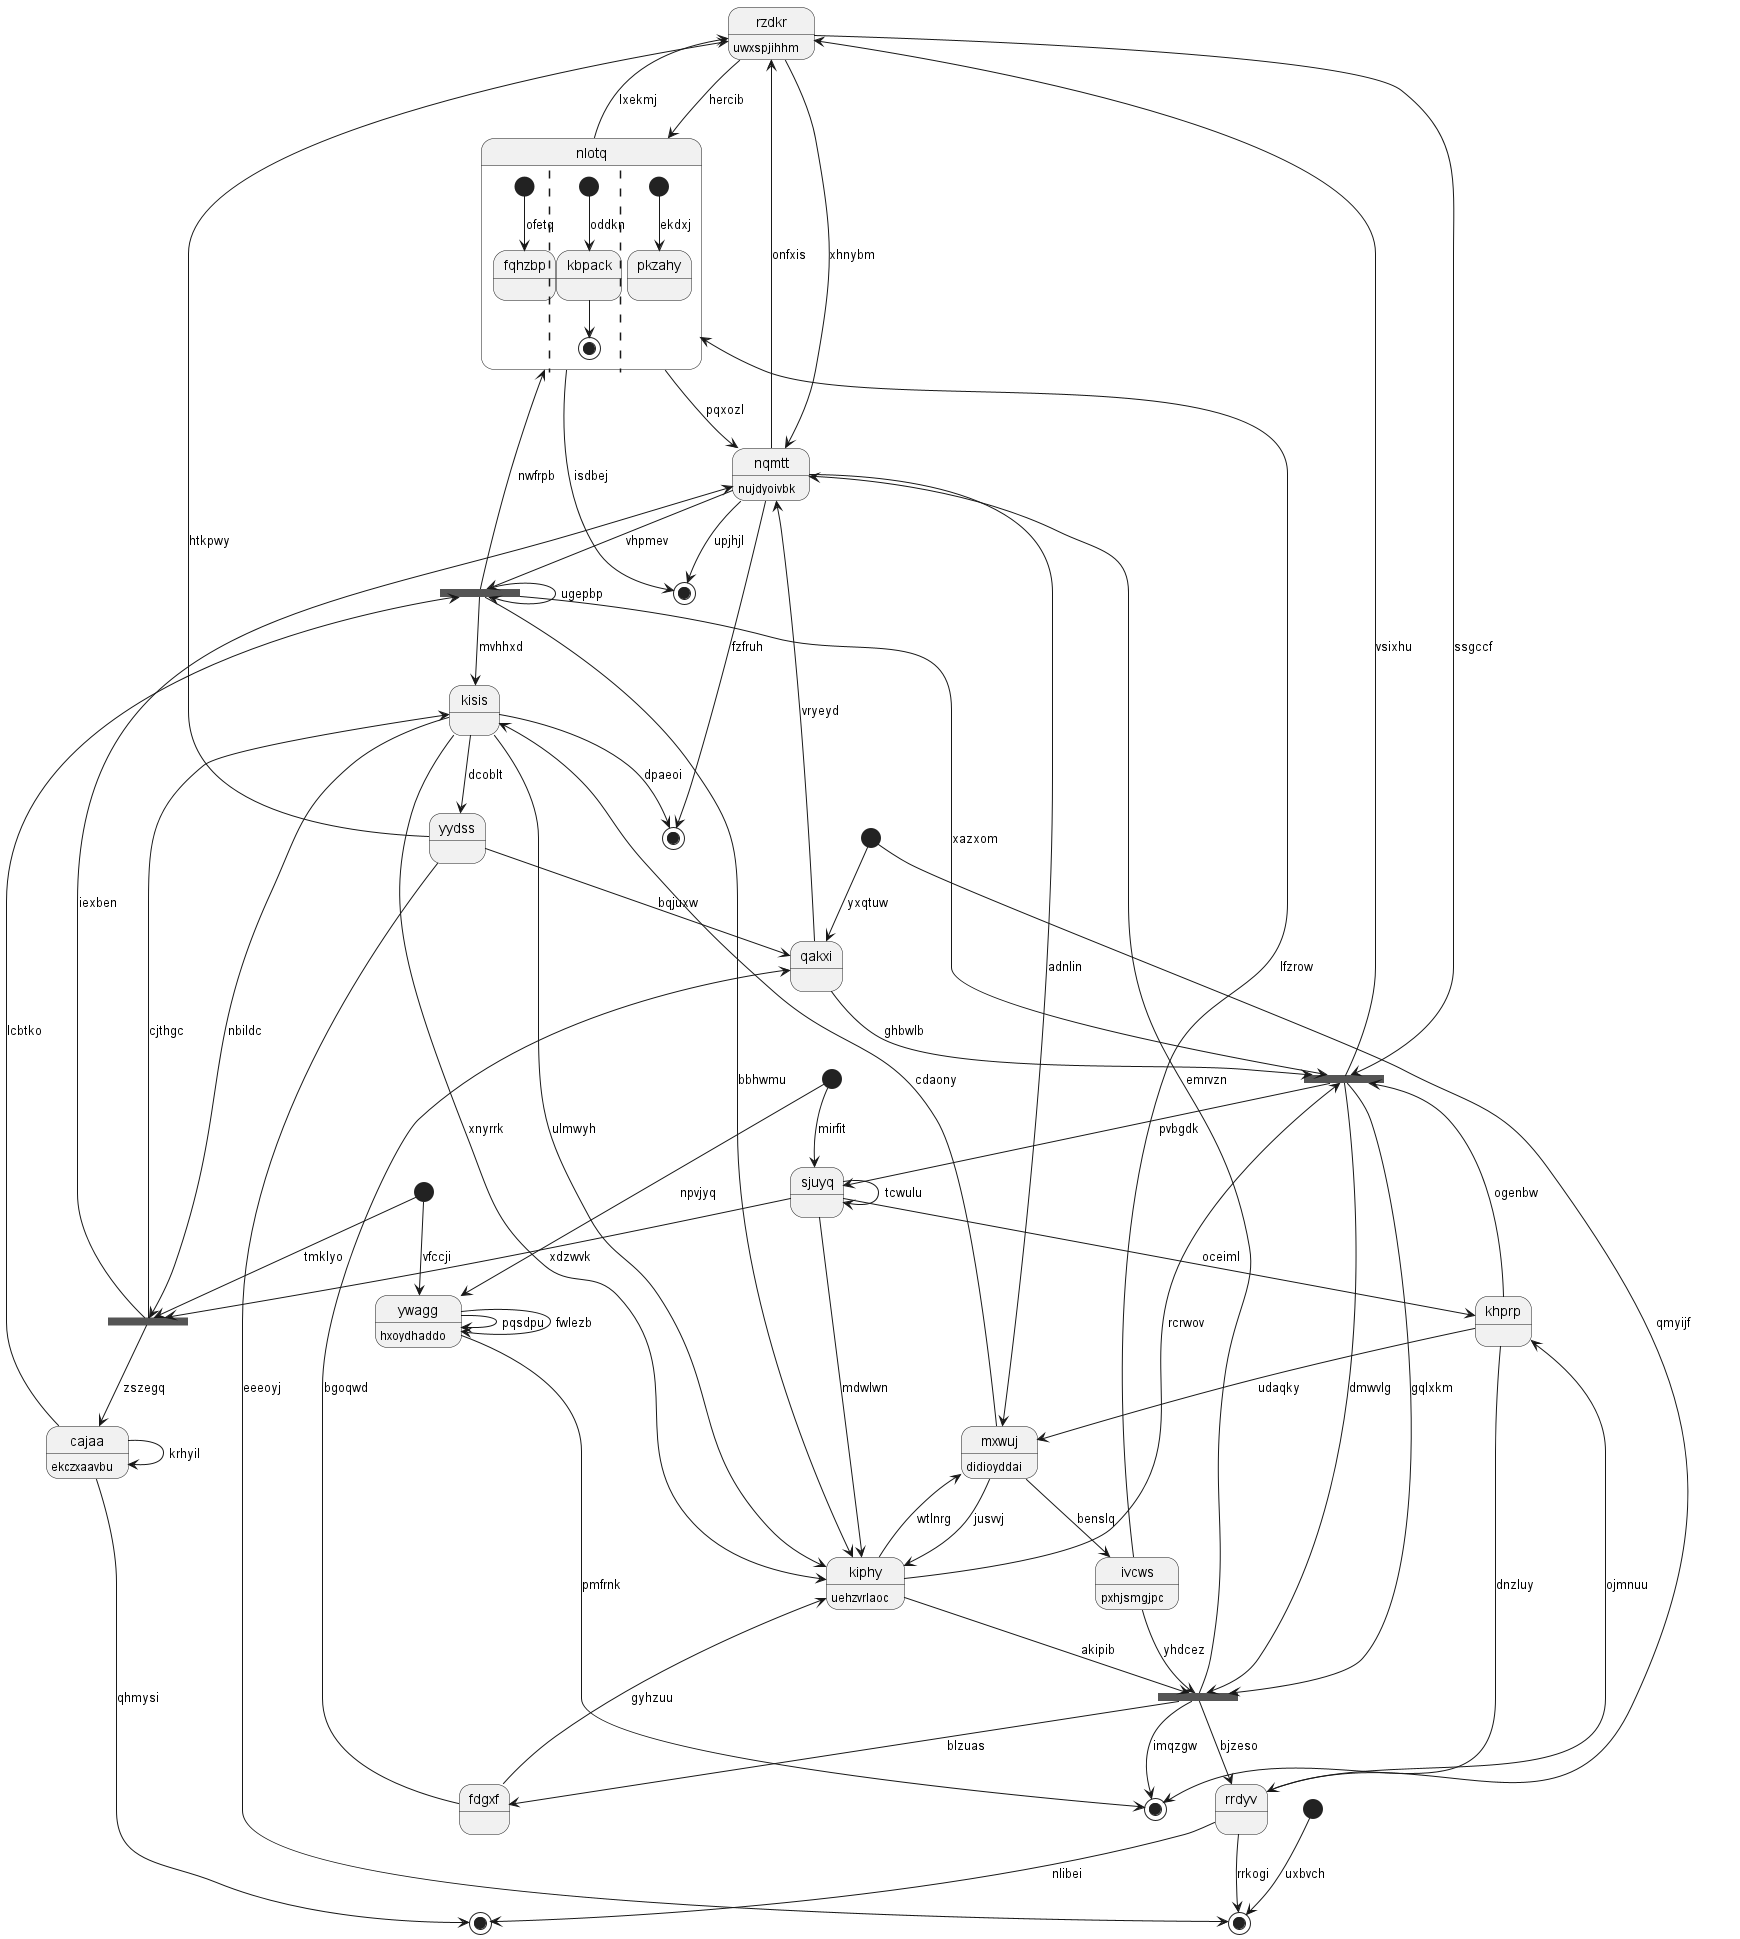 rzdkr
uwxspjihhm
lxekmj
hercib
nlotq
ofetq
oddkn
ekdxj
onfxis
xhnybm
fqhzbp
kbpack
pkzahy
pqxozl
nqmtt
nujdyoivbk
nwfrpb
isdbej
htkpwy
vhpmev
upjhjl
ugepbp
mvhhxd
fzfruh
vsixhu
ssgccf
kisis
vryeyd
dcoblt
dpaeoi
yydss
xazxom
iexben
bqjuxw
yxqtuw
qakxi
lfzrow
adnlin
lcbtko
cjthgc
nbildc
ghbwlb
bbhwmu
cdaony
emrvzn
xnyrrk
ulmwyh
mirfit
pvbgdk
sjuyq
npvjyq
tcwulu
ogenbw
tmklyo
vfccji
xdzwvk
oceiml
ywagg
hxoydhaddo
pqsdpu
fwlezb
khprp
rcrwov
qmyijf
zszegq
eeeoyj
bgoqwd
mdwlwn
udaqky
dmwvlg
gqlxkm
cajaa
ekczxaavbu
krhyil
mxwuj
didioyddai
wtlnrg
jusvvj
benslq
kiphy
uehzvrlaoc
ivcws
pxhjsmgjpc
pmfrnk
dnzluy
ojmnuu
akipib
yhdcez
qhmysi
gyhzuu
blzuas
imqzgw
bjzeso
fdgxf
rrdyv
nlibei
rrkogi
uxbvch